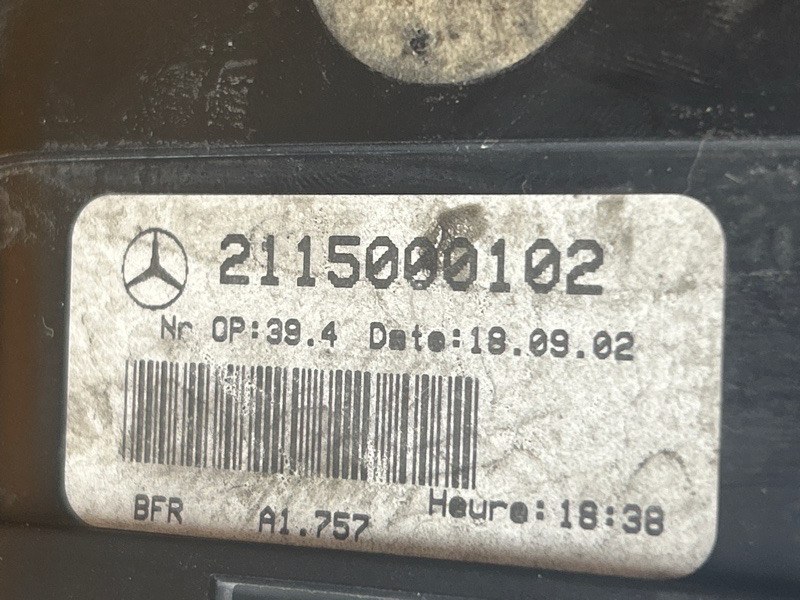 2115000102
Nr OP:39.4 Date:18.09.02
BFR A1.757 Heure:18:38